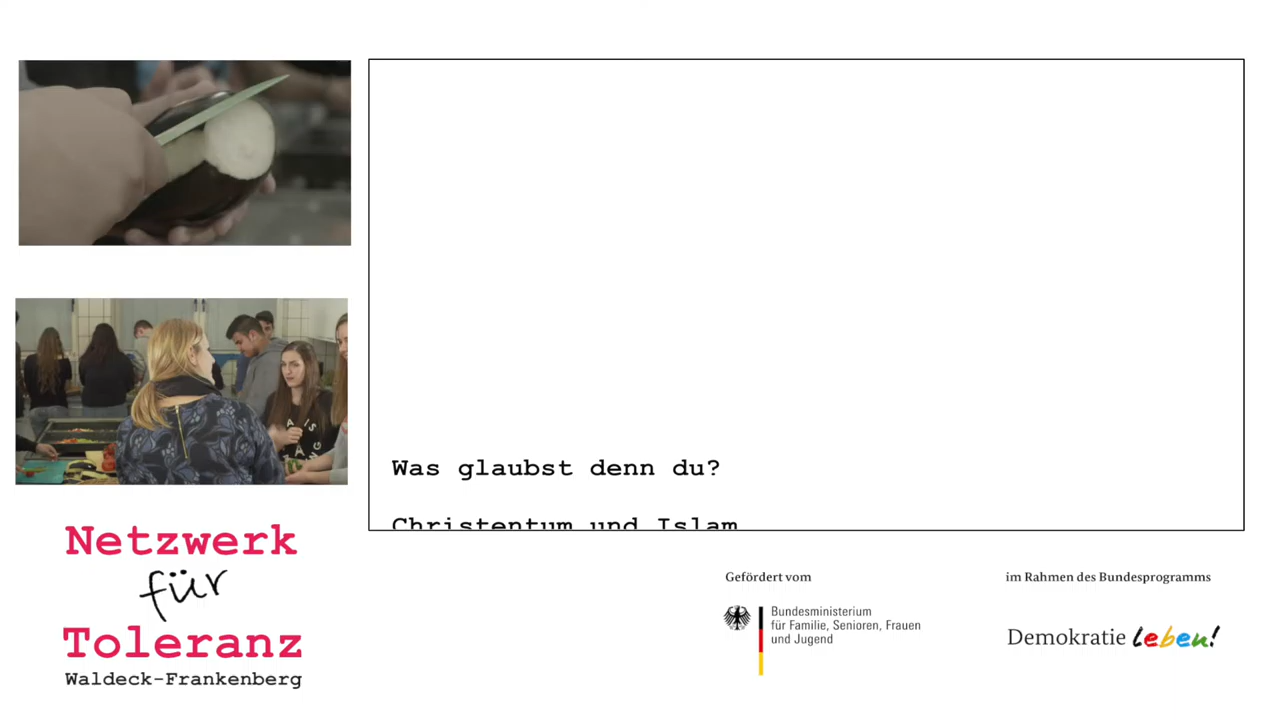 Was glaubst denn du?
Christentum und Islam
Netzwerk
für
Toleranz
Waldeck-Frankenberg
Gefördert vom
Bundesministerium
für Familie, Senioren, Frauen
und Jugend
im Rahmen des Bundesprogramms
Demokratie leben!